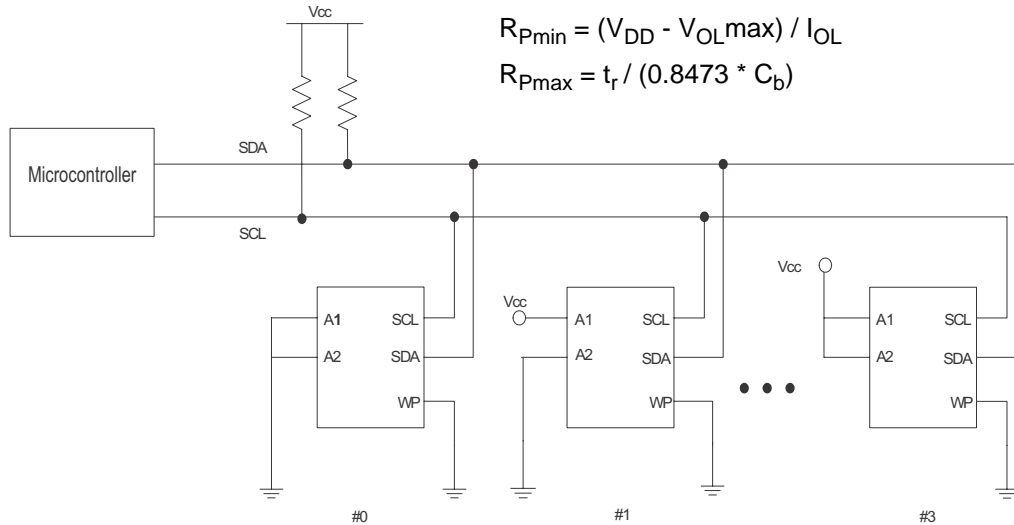 Vcc
R_Pmin = (V_DD - V_OLmax) / I_OL
R_Pmax = t_r / (0.8473 * C_b)
SDA
Microcontroller
SCL
Vcc
Vcc
A1
SCL
A2
SDA
WP
A1
SCL
A2
SDA
WP
A1
SCL
A2
SDA
WP
#0
#1
#3